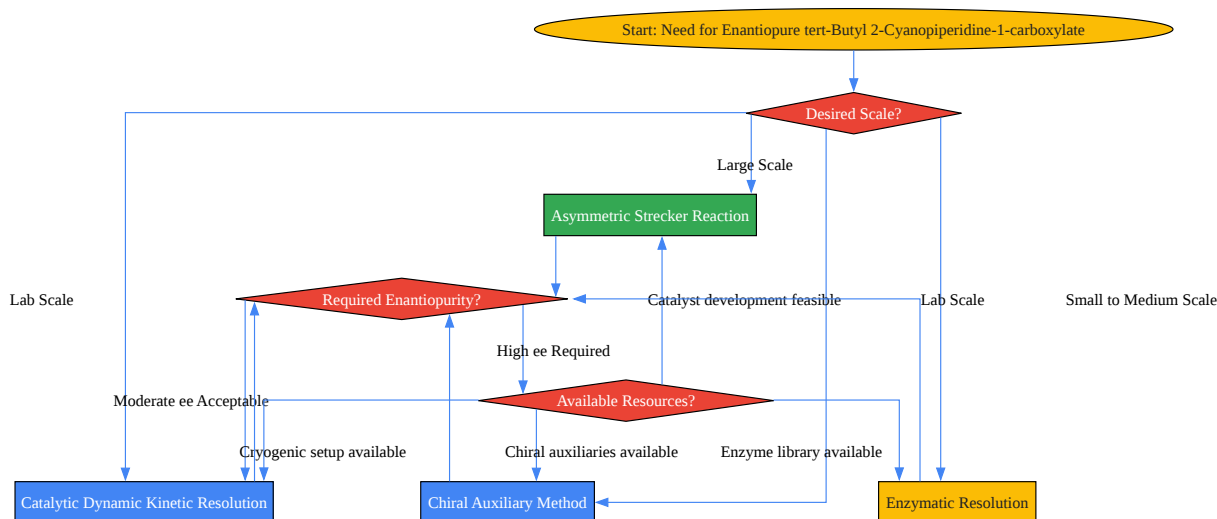 Start: Need for Enantiopure tert-Butyl 2-Cyanopiperidine-1-carboxylate
Desired Scale?
Large Scale
Asymmetric Strecker Reaction
Lab Scale
Required Enantiopurity?
Catalyst development feasible
Lab Scale
Small to Medium Scale
High ee Required
Moderate ee Acceptable
Available Resources?
Cryogenic setup available
Chiral auxiliaries available
Enzyme library available
Catalytic Dynamic Kinetic Resolution
Chiral Auxiliary Method
Enzymatic Resolution